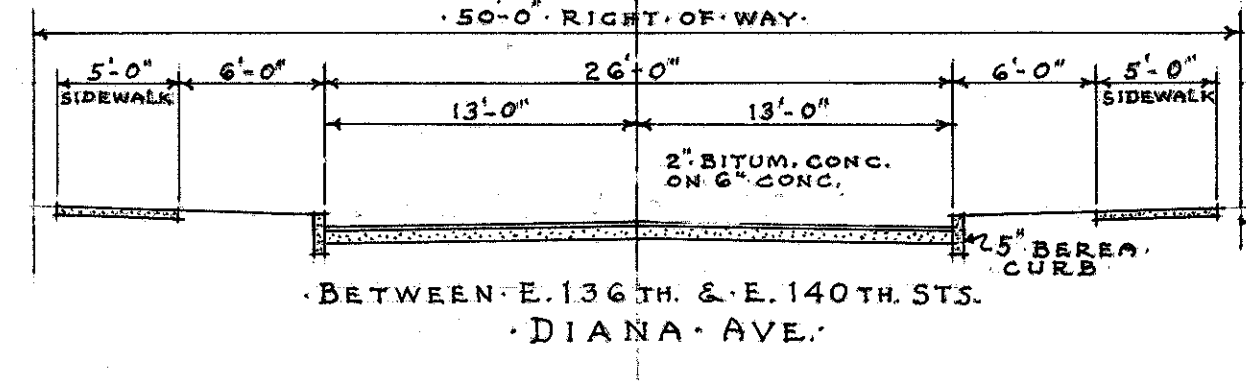 ·50'-0"· RIGHT·OF·WAY·
5'-0" 6'-0" 26'-0" 6'-0" 5'-0"
SIDEWALK SIDEWALK
13'-0" 13'-0"
2" BITUM. CONC.
ON 6" CONC.
5" BEREA.
CURB
·BETWEEN·E.136TH. & E.140TH. STS.
·DIANA·AVE.·